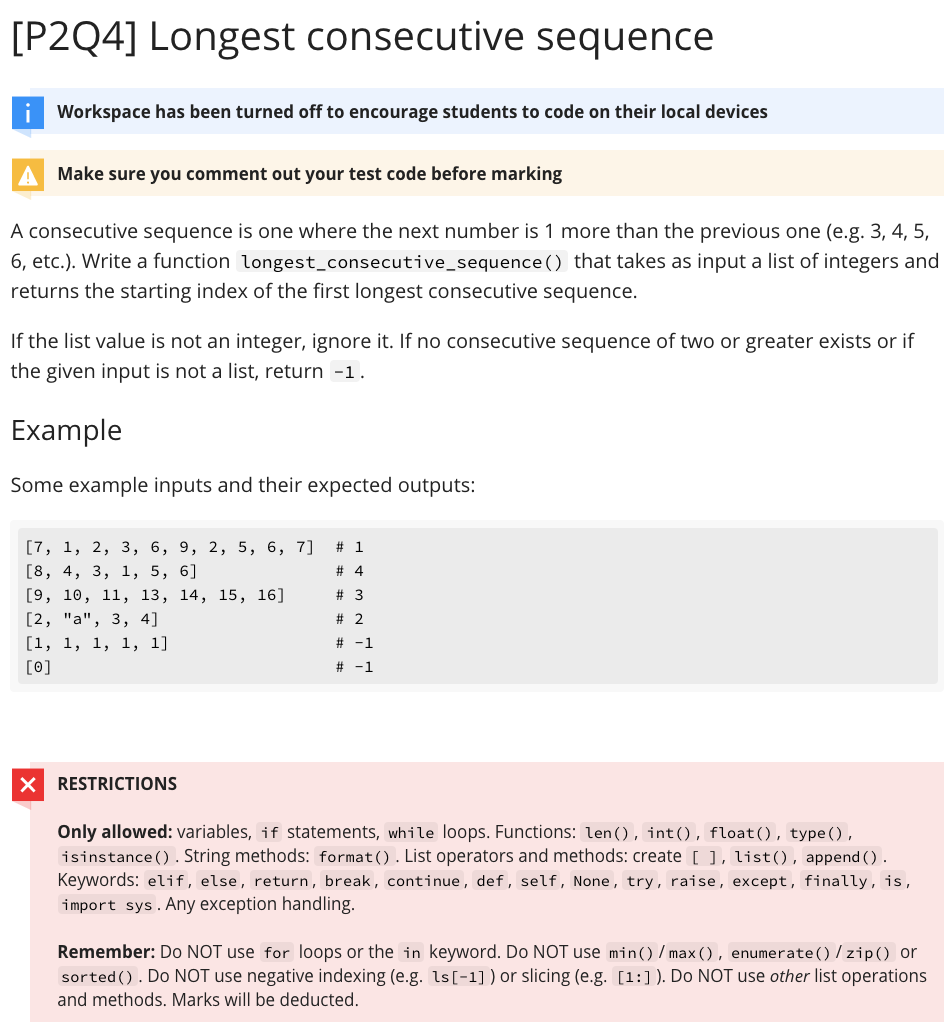 [P2Q4] Longest consecutive sequence
i Workspace has been turned off to encourage students to code on their local devices
Make sure you comment out your test code before marking
A consecutive sequence is one where the next number is 1 more than the previous one (e.g. 3, 4, 5,
6, etc.). Write a function longest_consecutive_sequence() that takes as input a list of integers and
returns the starting index of the first longest consecutive sequence.
If the list value is not an integer, ignore it. If no consecutive sequence of two or greater exists or if
the given input is not a list, return -1.
Example
Some example inputs and their expected outputs:
[7, 1, 2, 3, 6, 9, 2, 5, 6, 7]  # 1
[8, 4, 3, 1, 5, 6]              # 4
[9, 10, 11, 13, 14, 15, 16]     # 3
[2, "a", 3, 4]                  # 2
[1, 1, 1, 1, 1]                 # -1
[0]                             # -1
RESTRICTIONS
Only allowed: variables, if statements, while loops. Functions: len(), int(), float(), type(),
isinstance(). String methods: format(). List operators and methods: create [ ], list(), append().
Keywords: elif, else, return, break, continue, def, self, None, try, raise, except, finally, is,
import sys. Any exception handling.
Remember: Do NOT use for loops or the in keyword. Do NOT use min()/max(), enumerate()/zip() or
sorted(). Do NOT use negative indexing (e.g. ls[-1]) or slicing (e.g. [1:]). Do NOT use other list operations
and methods. Marks will be deducted.